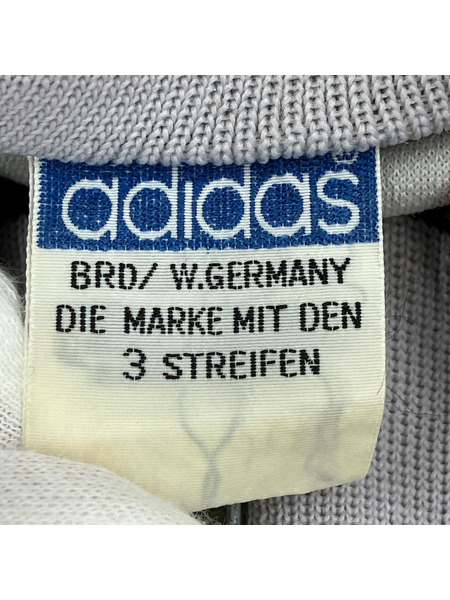 adidas
BRD/ W.GERMANY
DIE MARKE MIT DEN
3 STREIFEN